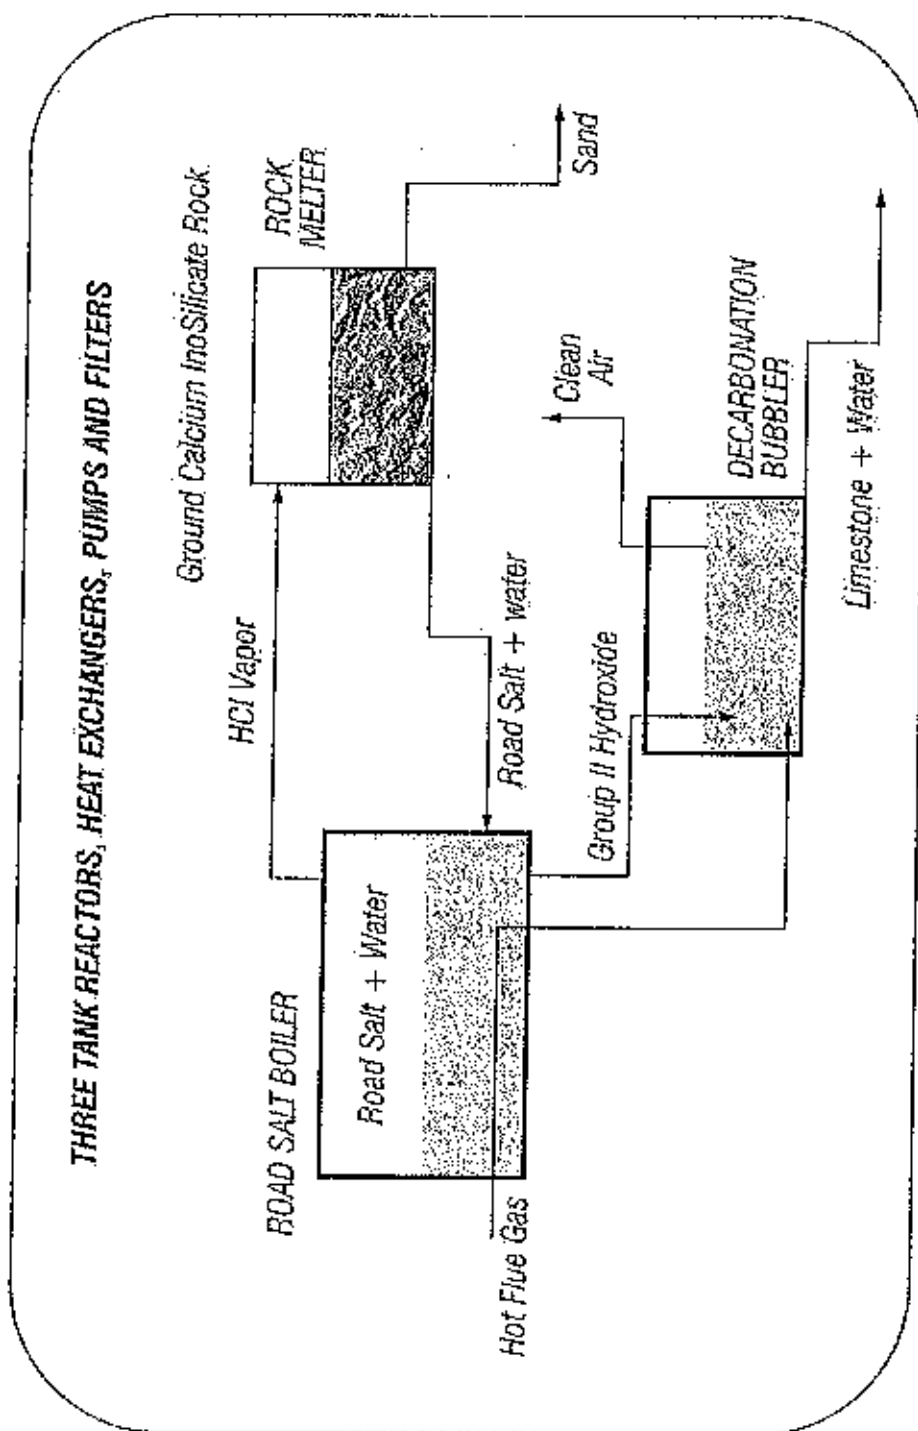 THREE TANK REACTORS, HEAT EXCHANGERS, PUMPS AND FILTERS
Ground Calcium InoSilicate Rock
ROCK
MELTER
HCl Vapor
ROAD SALT BOILER
Road Salt + Water
Road Salt + water
Sand
Hot Flue Gas
Group II Hydroxide
Clean
Air
DECARBONATION
BUBBLER
Limestone + Water